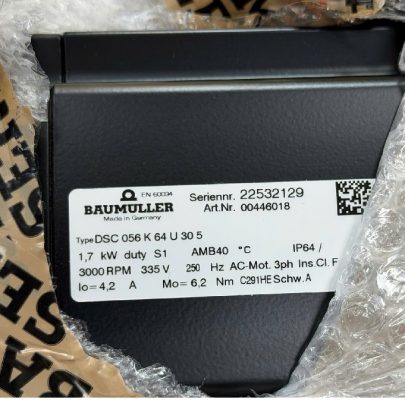 EN 60034
BAUMÜLLER
Made in Germany
Seriennr. 22532129
Art.Nr. 00446018
Type DSC 056 K 64 U 30 5
1,7 kW duty S1 AMB40 °C IP64 /
3000 RPM 335 V 250 Hz AC-Mot. 3ph Ins.Cl. F
Io=4,2 A Mo=6,2 Nm C291HE Schw.A